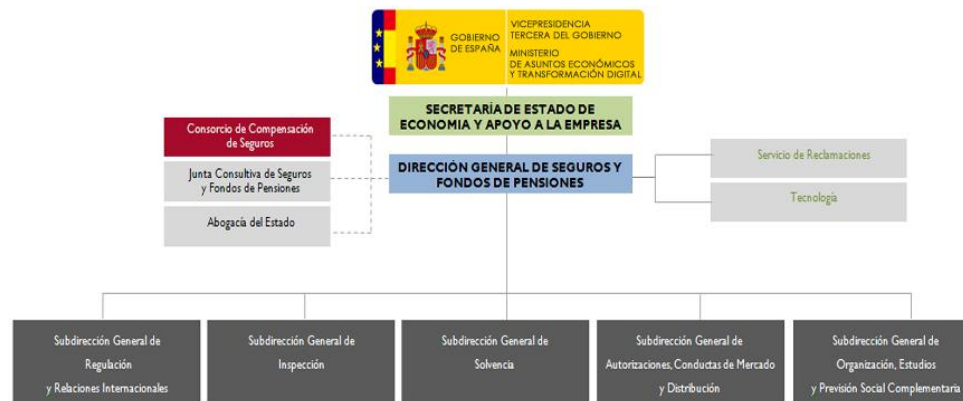 GOBIERNO
DE ESPAÑA
VICEPRESIDENCIA
TERCERA DEL GOBIERNO
MINISTERIO
DE ASUNTOS ECONÓMICOS
Y TRANSFORMACIÓN DIGITAL
SECRETARÍA DE ESTADO DE
ECONOMIA Y APOYO A LA EMPRESA
Consorcio de Compensación
de Seguros
Junta Consultiva de Seguros
y Fondos de Pensiones
Abogacía del Estado
DIRECCIÓN GENERAL DE SEGUROS Y
FONDOS DE PENSIONES
Servicio de Reclamaciones
Tecnología
Subdirección General de
Regulación
y Relaciones Internacionales
Subdirección General de
Inspección
Subdirección General de
Solvencia
Subdirección General de
Autorizaciones, Conductas de Mercado
y Distribución
Subdirección General de
Organización, Estudios
y Previsión Social Complementaria